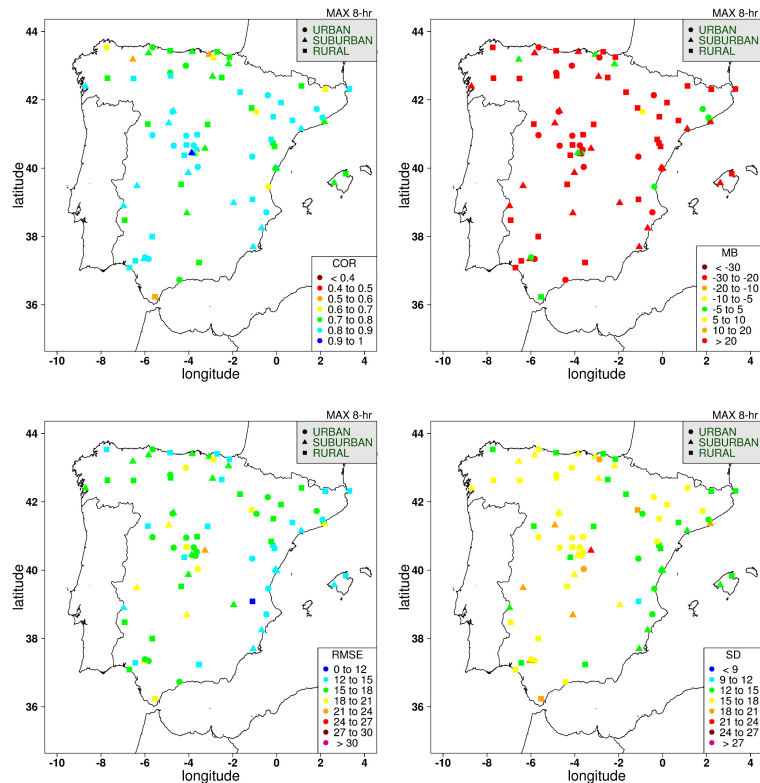 MAX 8-hr
URBAN
SUBURBAN
RURAL
44
42
40
38
36
latitude
COR
< 0.4
0.4 to 0.5
0.5 to 0.6
0.6 to 0.7
0.7 to 0.8
0.8 to 0.9
0.9 to 1
-10 -8 -6 -4 -2 0 2 4
longitude
MAX 8-hr
URBAN
SUBURBAN
RURAL
44
42
40
38
36
latitude
MB
< -30
-30 to -20
-20 to -10
-10 to -5
-5 to 5
5 to 10
10 to 20
> 20
-10 -8 -6 -4 -2 0 2 4
longitude
MAX 8-hr
URBAN
SUBURBAN
RURAL
44
42
40
38
36
latitude
RMSE
0 to 12
12 to 15
15 to 18
18 to 21
21 to 24
24 to 27
27 to 30
> 30
-10 -8 -6 -4 -2 0 2 4
longitude
MAX 8-hr
URBAN
SUBURBAN
RURAL
44
42
40
38
36
latitude
SD
< 9
9 to 12
12 to 15
15 to 18
18 to 21
21 to 24
24 to 27
> 27
-10 -8 -6 -4 -2 0 2 4
longitude